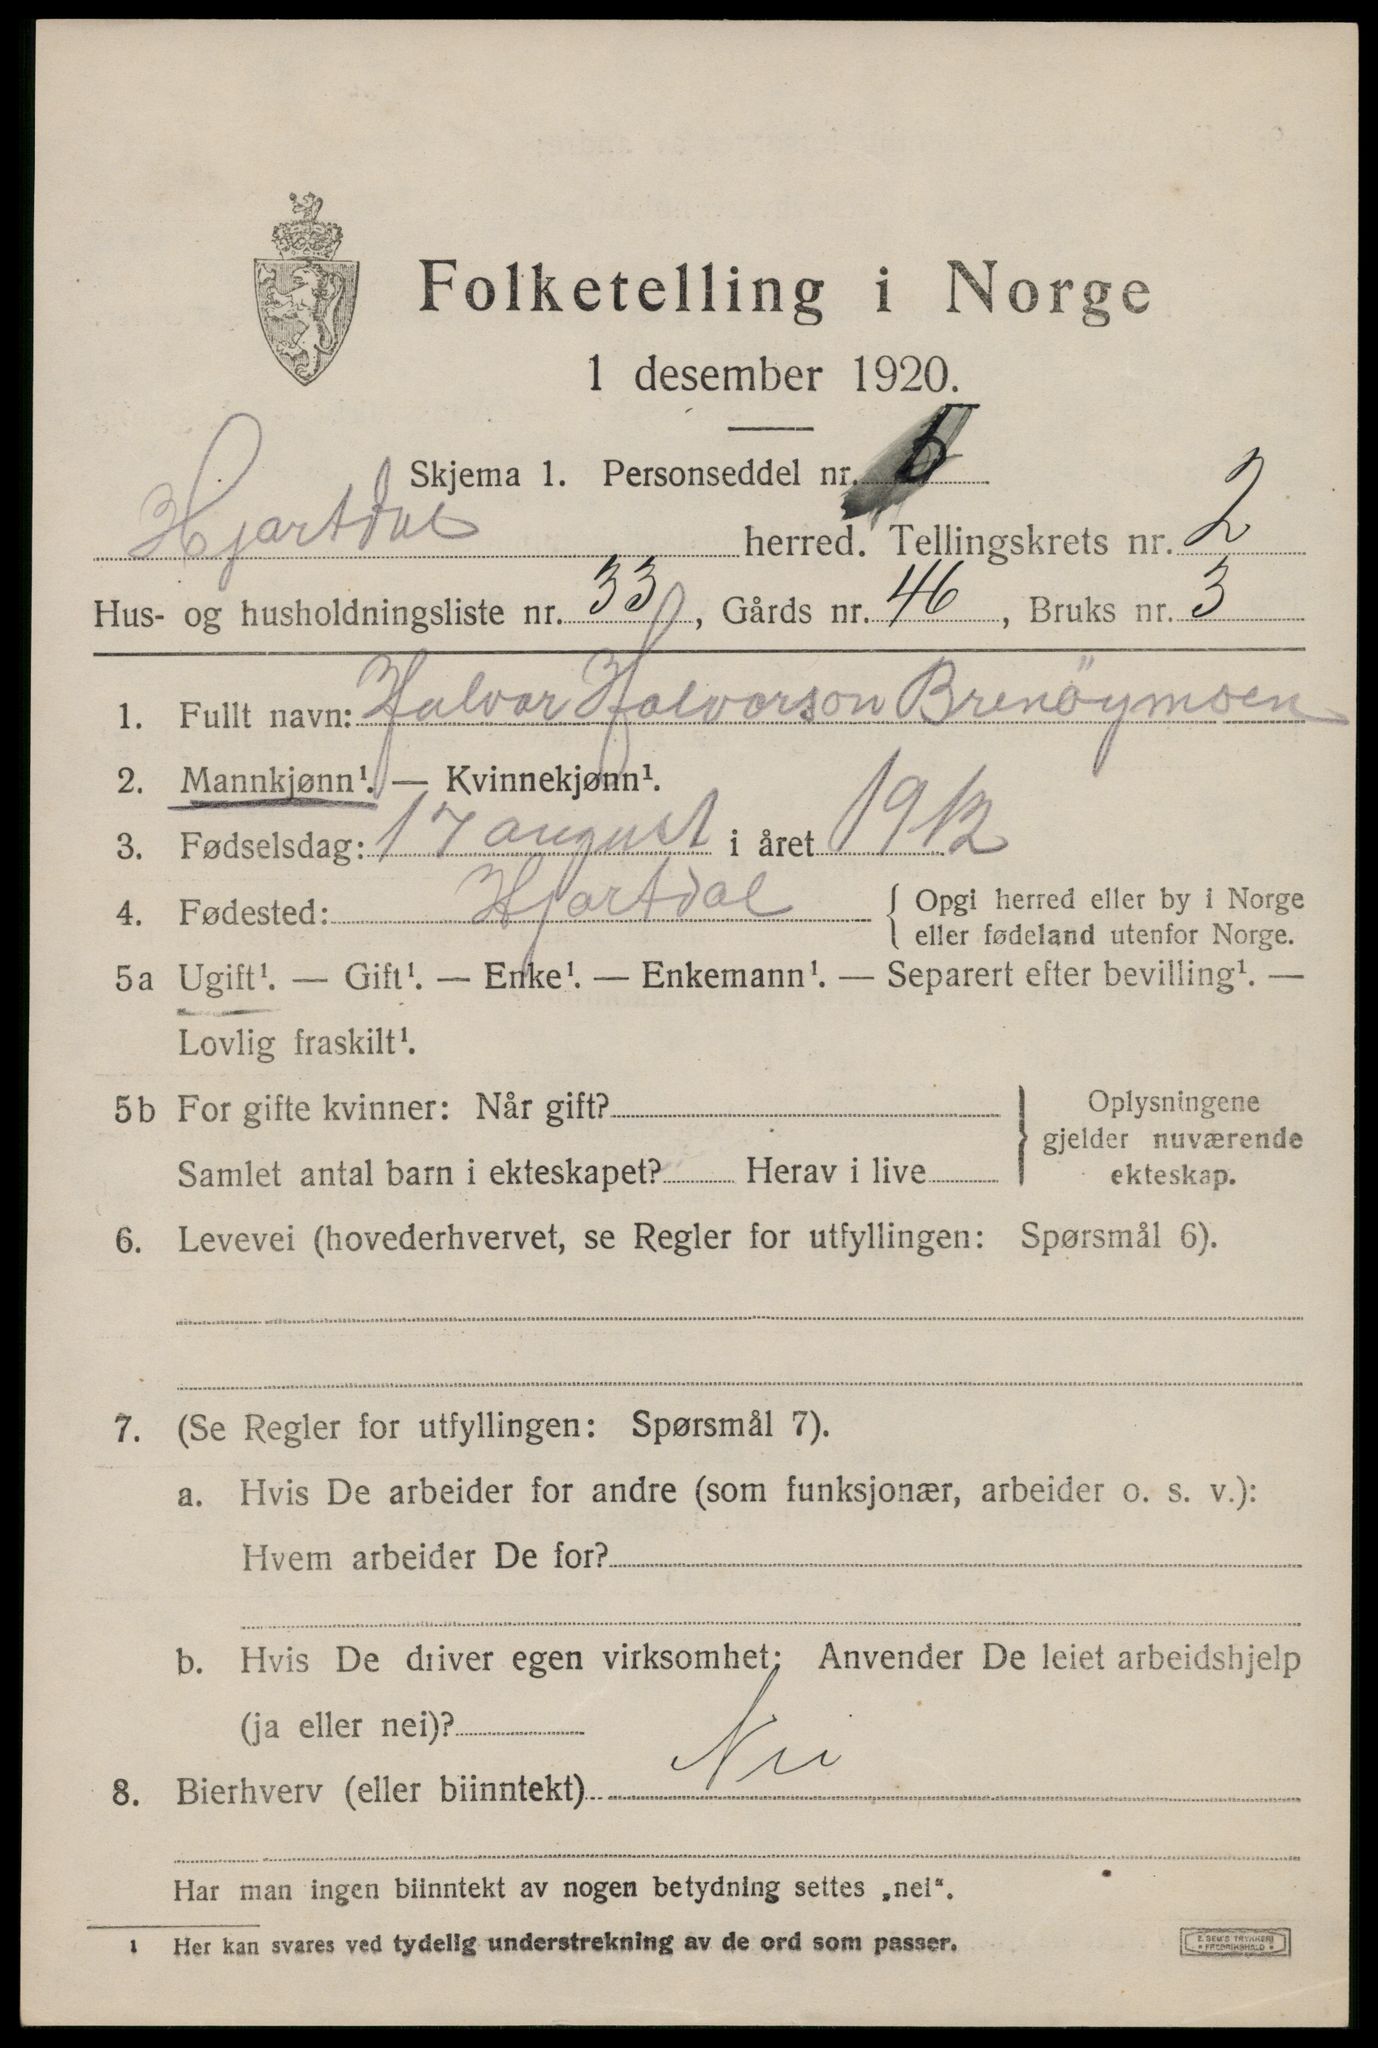 Folketelling i Norge
1 desember 1920.
Skjema 1. Personseddel nr. 6
Hjartdal herred. Tellingskrets nr. 2
Hus- og husholdningsliste nr. 33, Gårds nr. 46, Bruks nr. 3
1. Fullt navn: Halvor Halvorson Brenöymoen
2. Mannkjønn¹. — Kvinnekjønn¹.
3. Fødselsdag: 17 august i året 1912
4. Fødested: Hjartdal { Opgi herred eller by i Norge
eller fødeland utenfor Norge.
5a Ugift¹. — Gift¹. — Enke¹. — Enkemann¹. — Separert efter bevilling¹. —
Lovlig fraskilt¹.
5b For gifte kvinner: Når gift? } Oplysningene
gjelder nuværende
Samlet antal barn i ekteskapet? Herav i live ekteskap.
6. Levevei (hovederhvervet, se Regler for utfyllingen: Spørsmål 6).
7. (Se Regler for utfyllingen: Spørsmål 7).
a. Hvis De arbeider for andre (som funksjonær, arbeider o. s. v.):
Hvem arbeider De for?
b. Hvis De driver egen virksomhet: Anvender De leiet arbeidshjelp
(ja eller nei)?
8. Bierhverv (eller biinntekt) Nei
Har man ingen biinntekt av nogen betydning settes „nei“.
1 Her kan svares ved tydelig understrekning av de ord som passer.
E. SEM'S TRYKKERI
* FREDRIKSHALD *